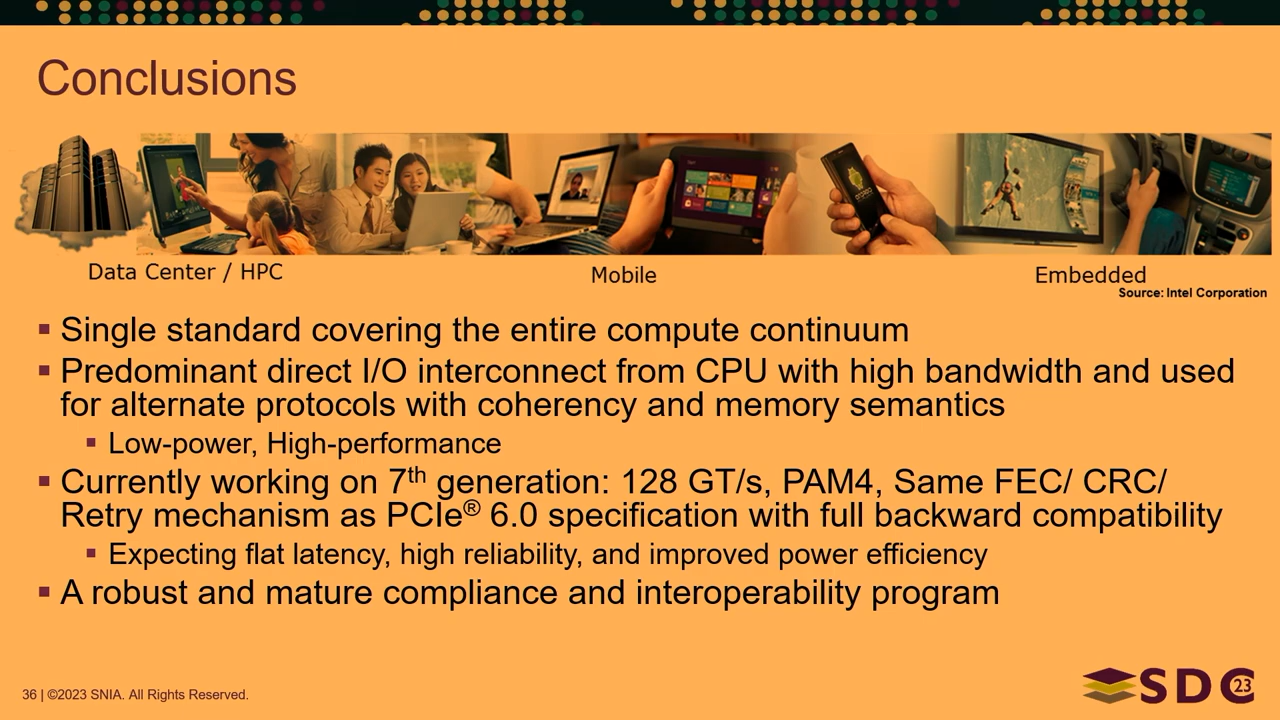 Conclusions
Data Center / HPC
Mobile
Embedded
Source: Intel Corporation
▪ Single standard covering the entire compute continuum
▪ Predominant direct I/O interconnect from CPU with high bandwidth and used
for alternate protocols with coherency and memory semantics
▪ Low-power, High-performance
▪ Currently working on 7th generation: 128 GT/s, PAM4, Same FEC/ CRC/
Retry mechanism as PCIe® 6.0 specification with full backward compatibility
▪ Expecting flat latency, high reliability, and improved power efficiency
▪ A robust and mature compliance and interoperability program
36 | ©2023 SNIA. All Rights Reserved.
SDC 23